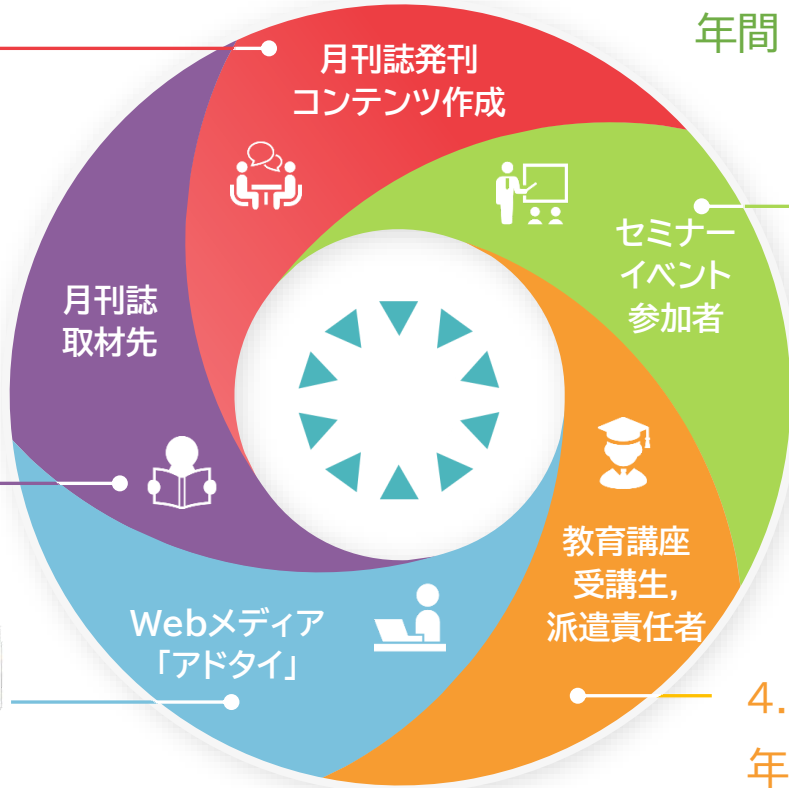 年間
月刊誌発刊
コンテンツ作成
セミナー
イベント
参加者
月刊誌
取材先
教育講座
受講生,
派遣責任者
Webメディア
「アドタイ」
4.
年